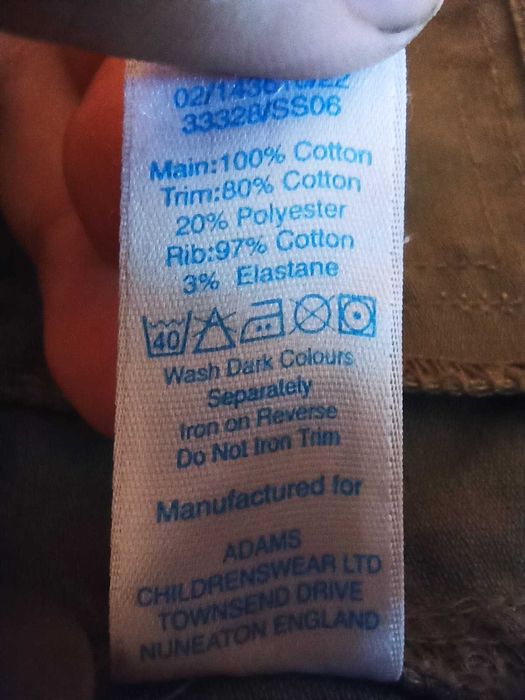 33328/SS06
Main:100% Cotton
Trim:80% Cotton
20% Polyester
Rib:97% Cotton
3% Elastane
40
Wash Dark Colours
Separately
Iron on Reverse
Do Not Iron Trim
Manufactured for
ADAMS
CHILDRENSWEAR LTD
TOWNSEND DRIVE
NUNEATON ENGLAND